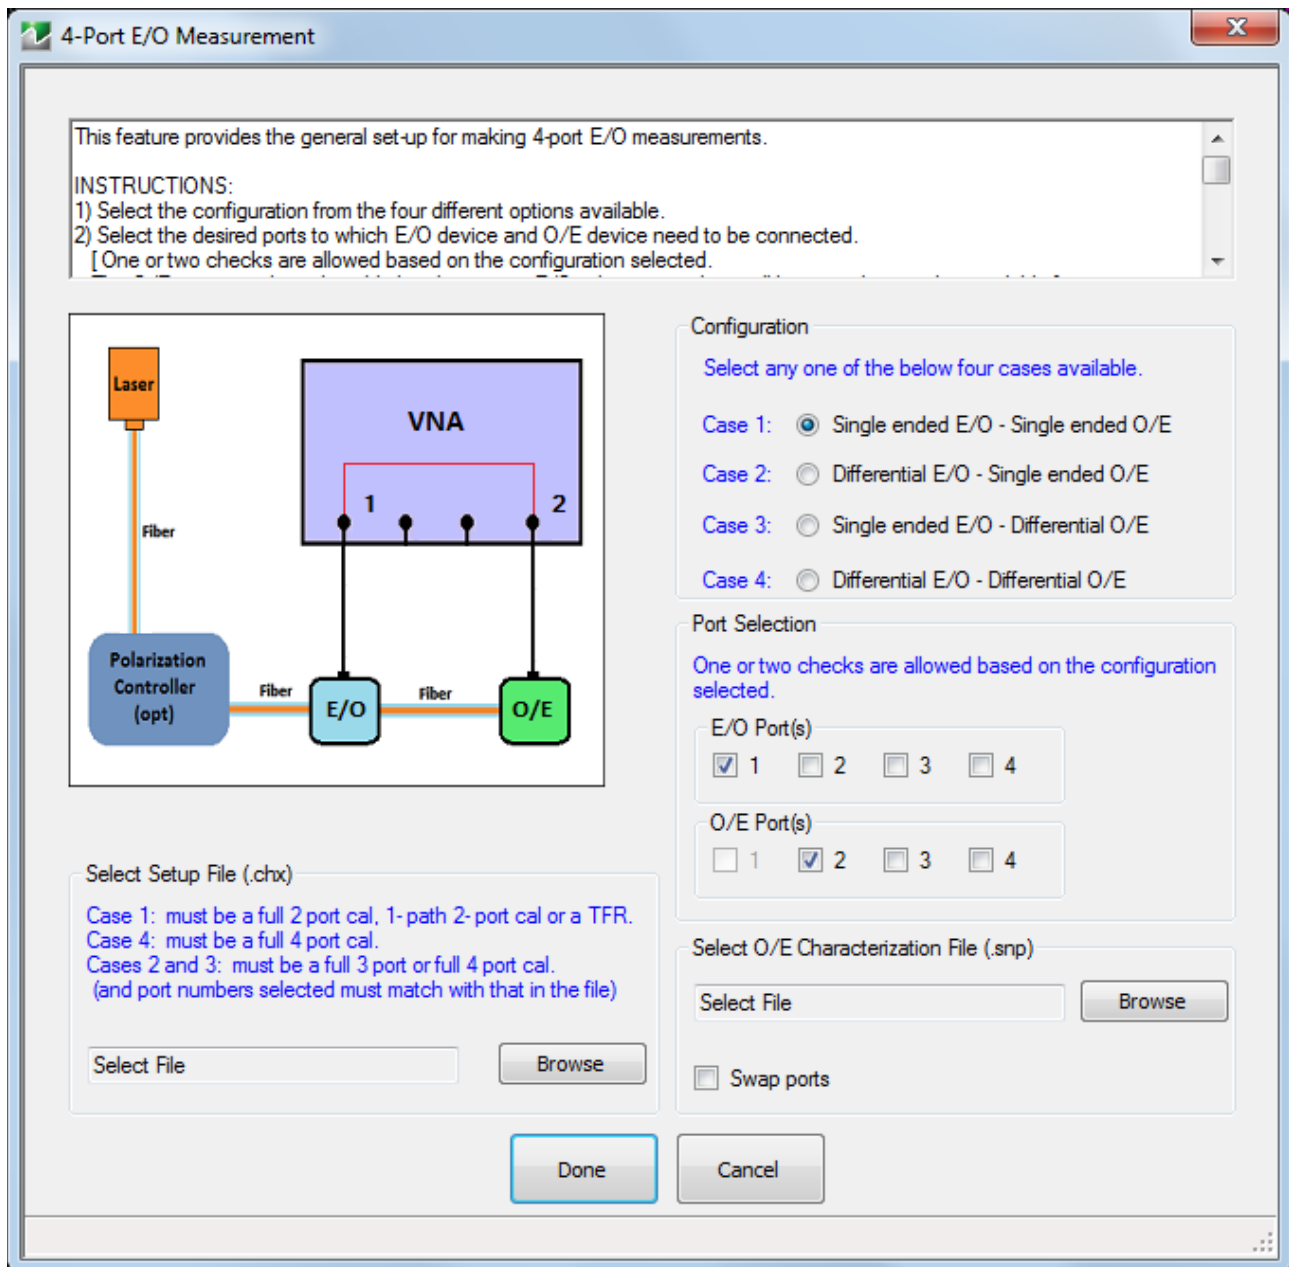 4-Port E/O Measurement
This feature provides the general set-up for making 4-port E/O measurements.
INSTRUCTIONS:
1) Select the configuration from the four different options available.
2) Select the desired ports to which E/O device and O/E device need to be connected.
[ One or two checks are allowed based on the configuration selected.
Laser
Fiber
VNA
1
2
Polarization
Controller
(opt)
Fiber
E/O
Fiber
O/E
Configuration
Select any one of the below four cases available.
Case 1: Single ended E/O - Single ended O/E
Case 2: Differential E/O - Single ended O/E
Case 3: Single ended E/O - Differential O/E
Case 4: Differential E/O - Differential O/E
Port Selection
One or two checks are allowed based on the configuration
selected.
E/O Port(s)
1 2 3 4
O/E Port(s)
1 2 3 4
Select Setup File (.chx)
Case 1: must be a full 2 port cal, 1- path 2- port cal or a TFR.
Case 4: must be a full 4 port cal.
Cases 2 and 3: must be a full 3 port or full 4 port cal.
(and port numbers selected must match with that in the file)
Select File
Browse
Select O/E Characterization File (.snp)
Select File
Browse
Swap ports
Done
Cancel